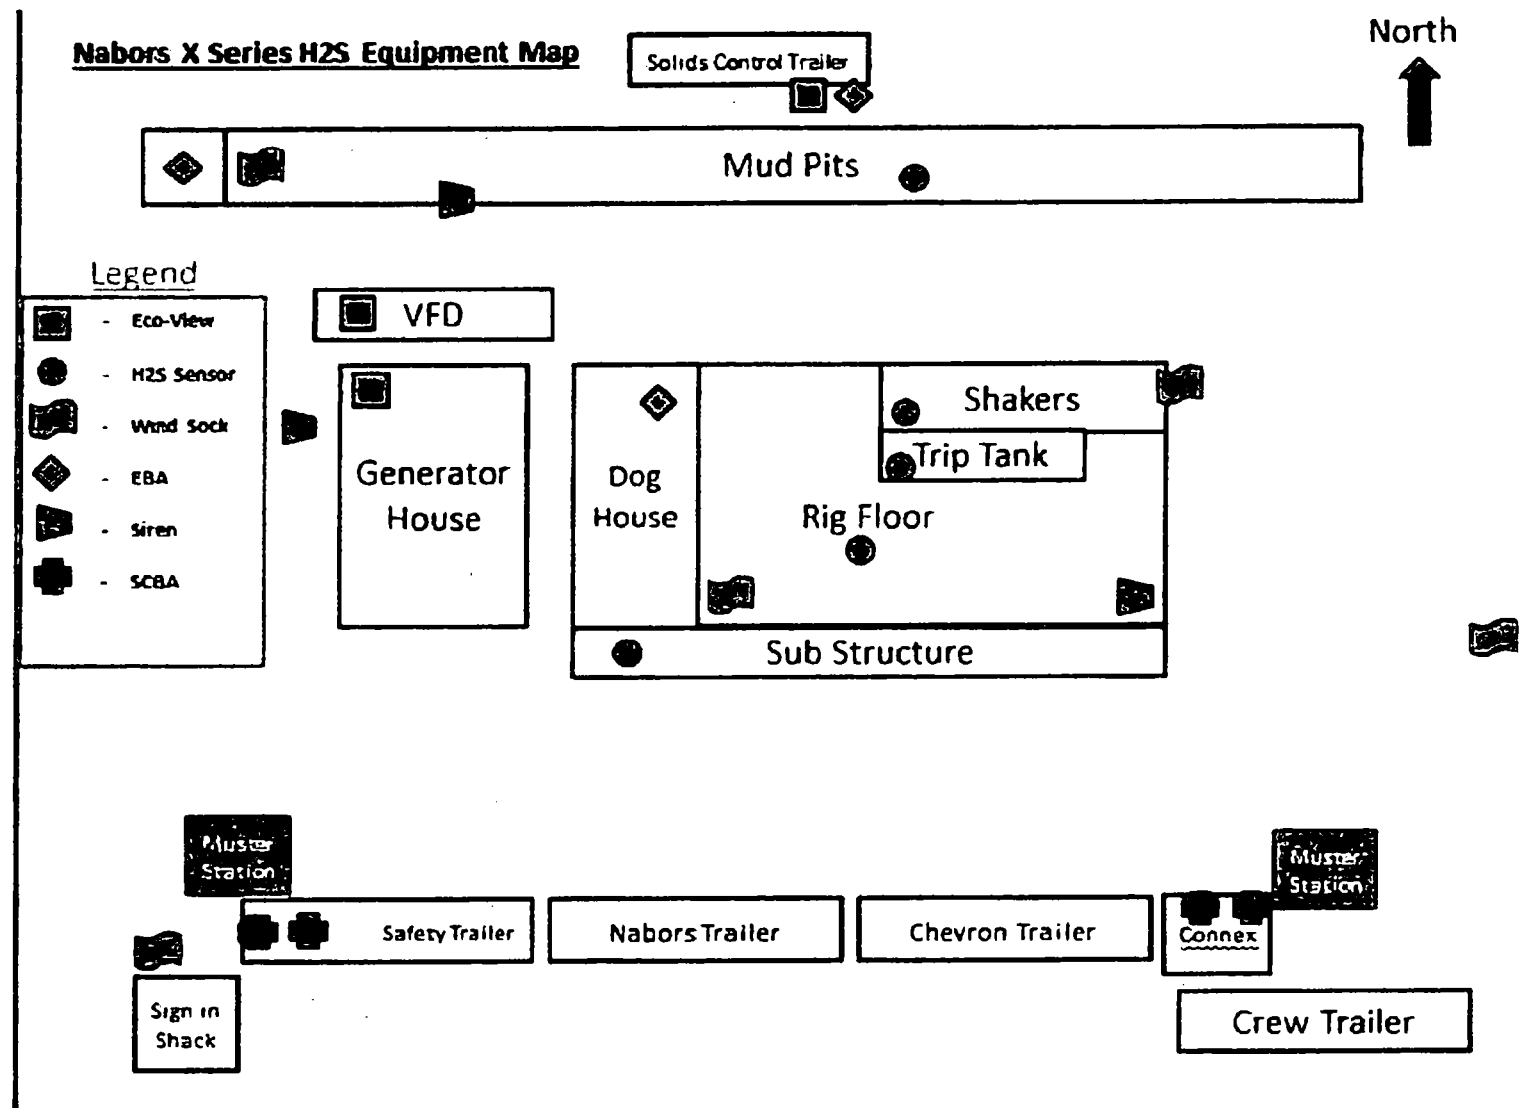 North
Nabors X Series H2S Equipment Map
Solids Control Trailer
Mud Pits
Legend
- Eco-View
- H2S Sensor
- Wind Sock
- EBA
- Siren
- SCBA
VFD
Generator
House
Dog
House
Shakers
Trip Tank
Rig Floor
Sub Structure
Muster
Station
Muster
Station
Safety Trailer
Nabors Trailer
Chevron Trailer
Connex
Sign in
Shack
Crew Trailer